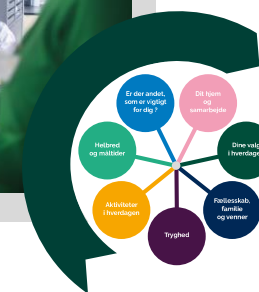 Er der andet,
som er vigtigt
for dig ?
Dit hjem
og
samarbejde
Helbred
og måltider
Dine valg
i hverdage
Aktiviteter
i hverdagen
Fællesskab,
familie
og venner
Tryghed